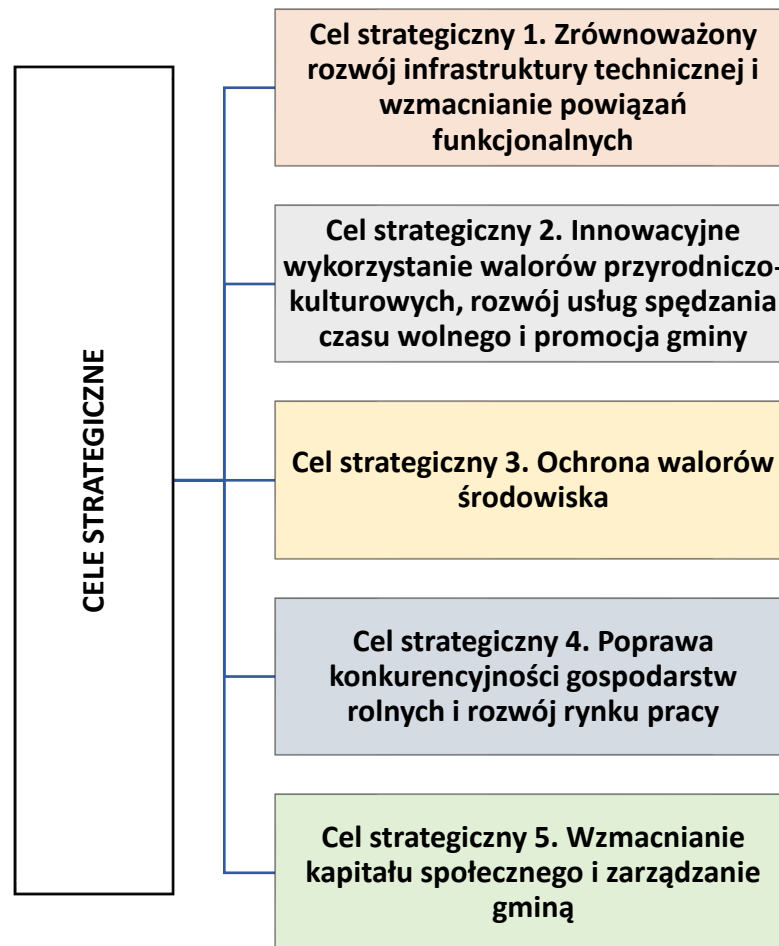 CELE STRATEGICZNE
Cel strategiczny 1. Zrównoważony
rozwój infrastruktury technicznej i
wzmacnianie powiązań
funkcjonalnych
Cel strategiczny 2. Innowacyjne
wykorzystanie walorów przyrodniczo-
kulturowych, rozwój usług spędzania
czasu wolnego i promocja gminy
Cel strategiczny 3. Ochrona walorów
środowiska
Cel strategiczny 4. Poprawa
konkurencyjności gospodarstw
rolnych i rozwój rynku pracy
Cel strategiczny 5. Wzmacnianie
kapitału społecznego i zarządzanie
gminą